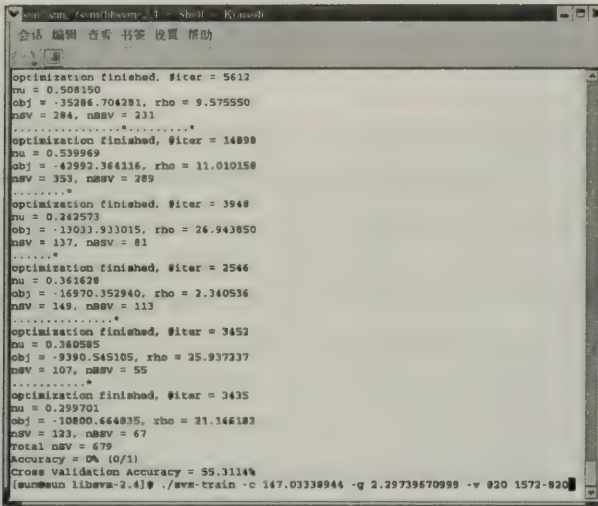 会话 编辑 查看 书签 设置 帮助
optimization finished, #iter = 5612
nu = 0.508150
obj = -35286.704281, rho = 9.575550
nSV = 284, nBSV = 231
................*.........*
optimization finished, #iter = 14898
nu = 0.539969
obj = -42992.364116, rho = 11.010158
nSV = 353, nBSV = 289
........*
optimization finished, #iter = 3948
nu = 0.242573
obj = -13033.933015, rho = 26.943850
nSV = 137, nBSV = 81
......*
optimization finished, #iter = 2546
nu = 0.361628
obj = -16970.352940, rho = 2.340536
nSV = 149, nBSV = 113
...............*
optimization finished, #iter = 3452
nu = 0.360585
obj = -9390.545105, rho = 25.937237
nSV = 107, nBSV = 55
...........*
optimization finished, #iter = 3435
nu = 0.299701
obj = -10800.664035, rho = 21.146182
nSV = 123, nBSV = 67
Total nSV = 679
Accuracy = 0% (0/1)
Cross Validation Accuracy = 55.3114%
[sun@sun libsvm-2.4]$ ./svm-train -c 147.03338944 -g 2.29739670999 -v 820 1572-820